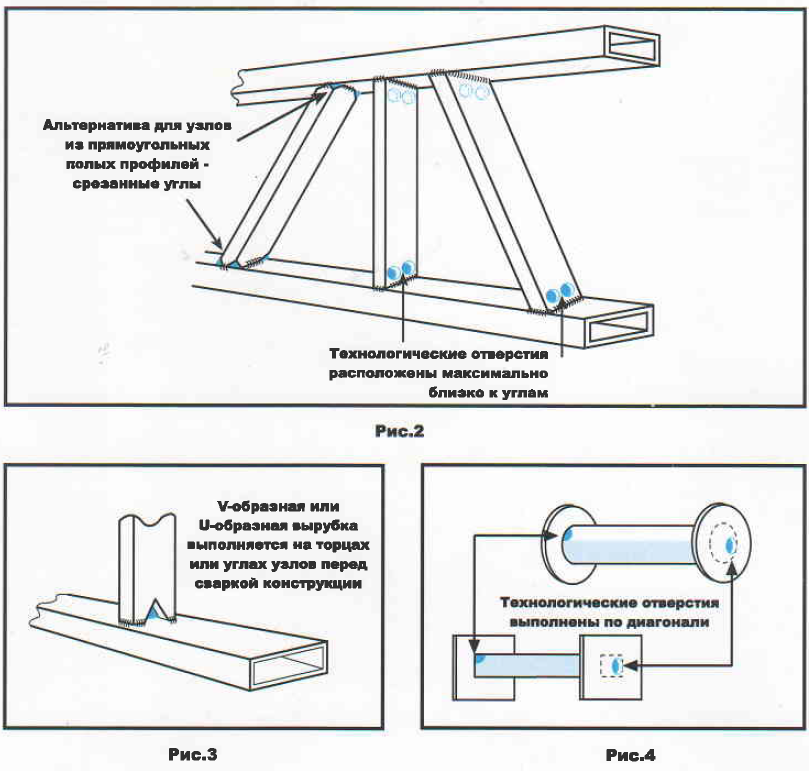 Альтернатива для узлов
из прямоугольных
полых профилей -
срезанные углы
Технологические отверстия
расположены максимально
близко к углам
Рис.2
V-образная или
U-образная вырубка
выполняется на торцах
или углах узлов перед
сваркой конструкции
Рис.3
Технологические отверстия
выполнены по диагонали
Рис.4